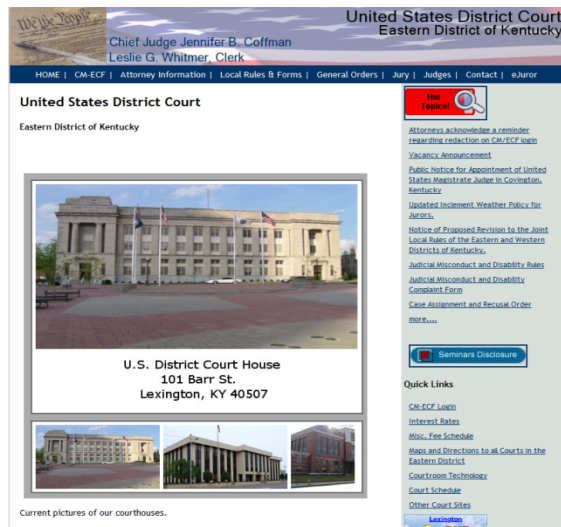 We the People
United States District Court
Eastern District of Kentucky
Chief Judge Jennifer B. Coffman
Leslie G. Whitmer, Clerk
HOME | CM-ECF | Attorney Information | Local Rules & Forms | General Orders | Jury | Judges | Contact | eJuror
United States District Court
Eastern District of Kentucky
U.S. District Court House
101 Barr St.
Lexington, KY 40507
Current pictures of our courthouses.
Hot
Topics!
Attorneys acknowledge a reminder
regarding redaction on CM/ECF login
Vacancy Announcement
Public Notice for Appointment of United
States Magistrate Judge in Covington,
Kentucky
Updated Inclement Weather Policy for
Jurors.
Notice of Proposed Revision to the Joint
Local Rules of the Eastern and Western
Districts of Kentucky.
Judicial Misconduct and Disability Rules
Judicial Misconduct and Disability
Complaint Form
Case Assignment and Recusal Order
more....
Seminars Disclosure
Quick Links
CM-ECF Login
Interest Rates
Misc. Fee Schedule
Maps and Directions to all Courts in the
Eastern District
Courtroom Technology
Court Schedule
Other Court Sites
Lexington